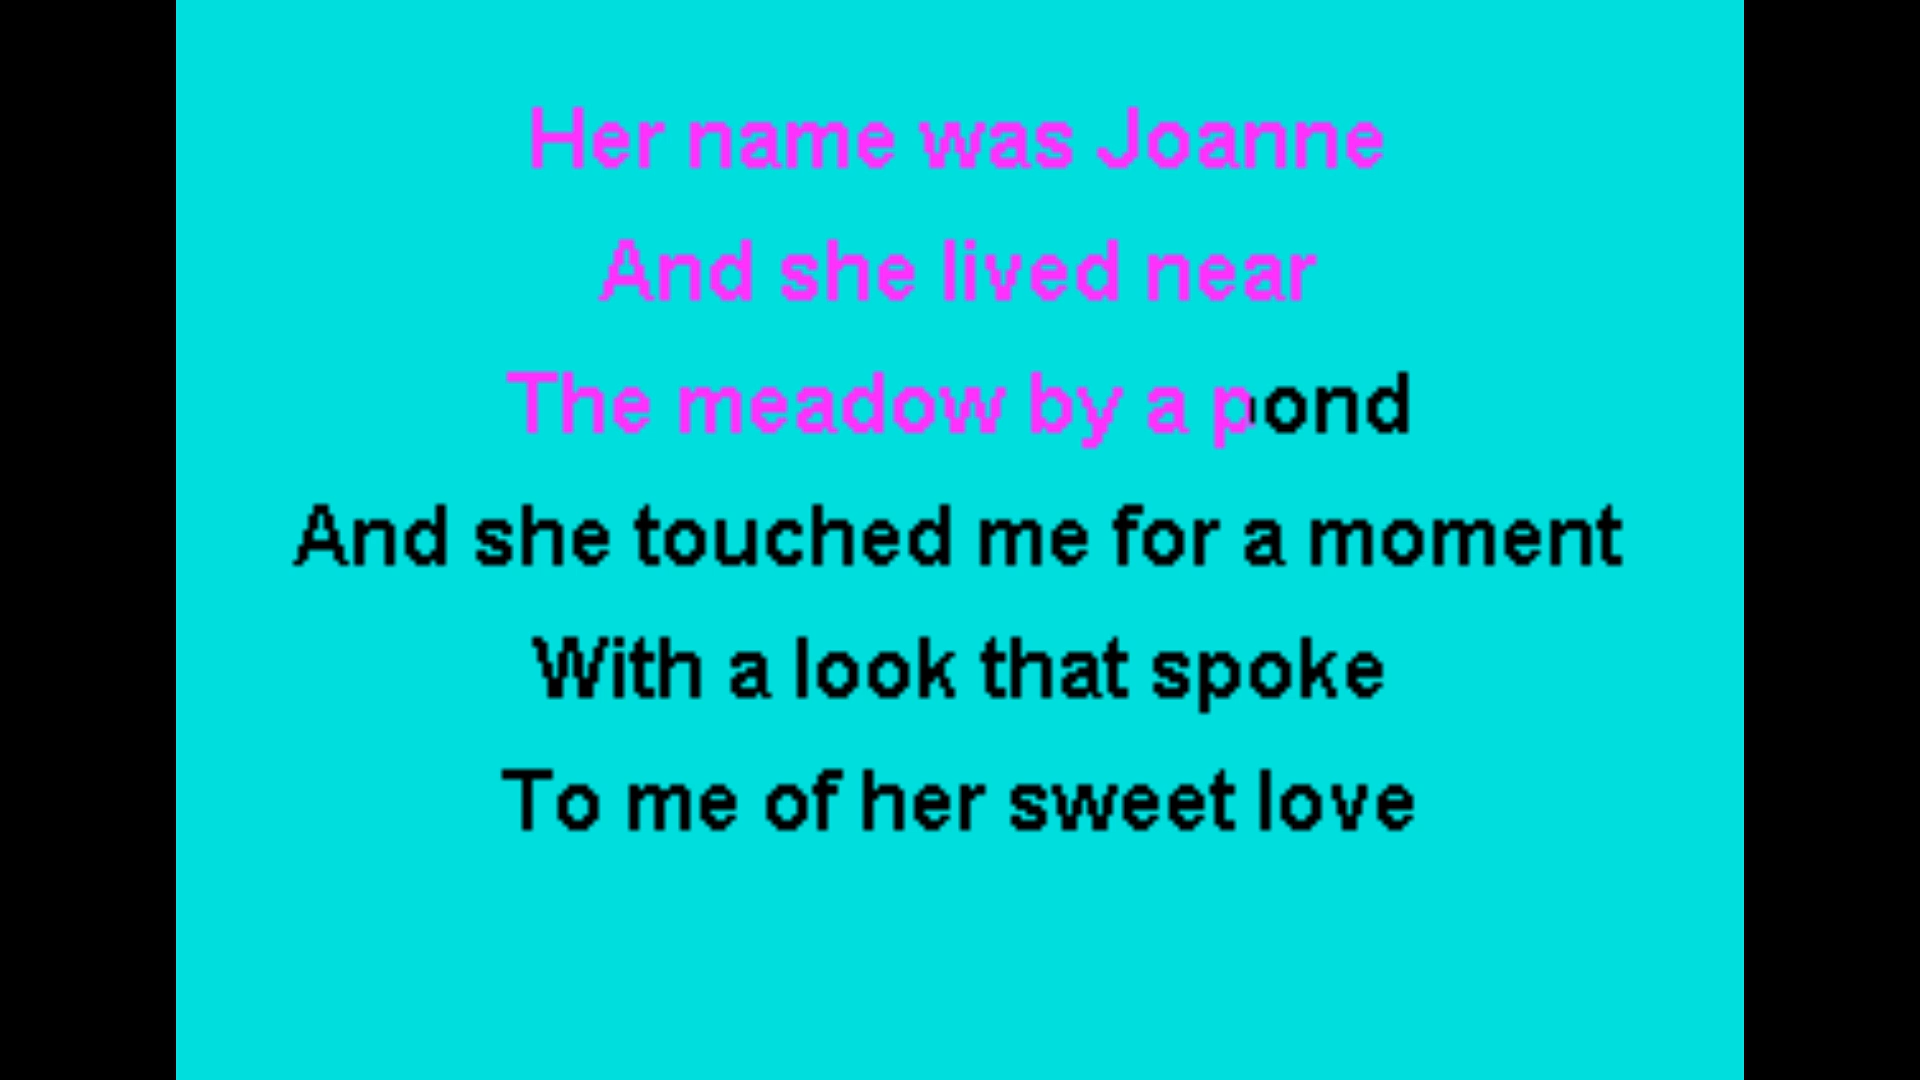 Her name was Joanne
And she lived near
The meadow by a pond
And she touched me for a moment
With a look that spoke
To me of her sweet love